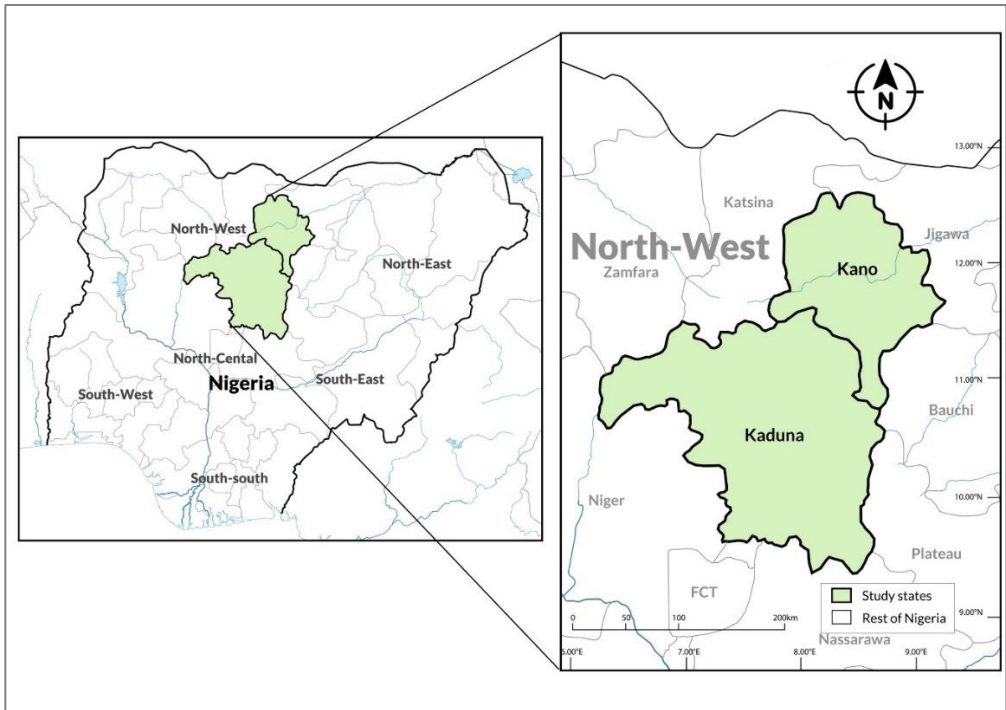 North-West
North-East
North-Cental
Nigeria
South-East
South-West
South-south
N
13.00°N
Katsina
North-West
Jigawa
Zamfara
Kano
12.00°N
11.00°N
Bauchi
Kaduna
Niger
10.00°N
Plateau
FCT
Study states
Rest of Nigeria
0 50 100 200km
9.00°N
Nassarawa
5.00°E 7.00°E 8.00°E 9.00°E